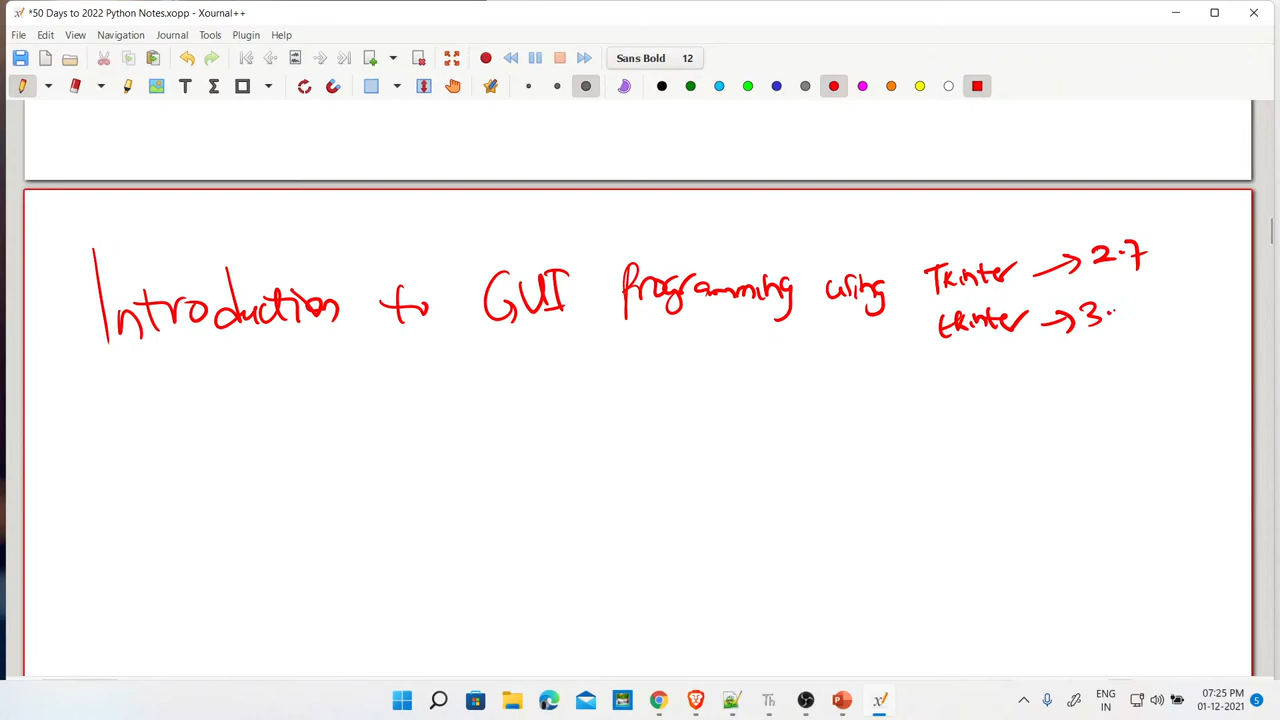 *50 Days to 2022 Python Notes.xopp - Xournal++
File Edit View Navigation Journal Tools Plugin Help
Sans Bold 12
Introduction to GUI Programming using Tkinter → 2.7
tkinter → 3.
ENG 07:25 PM
IN 01-12-2021 5